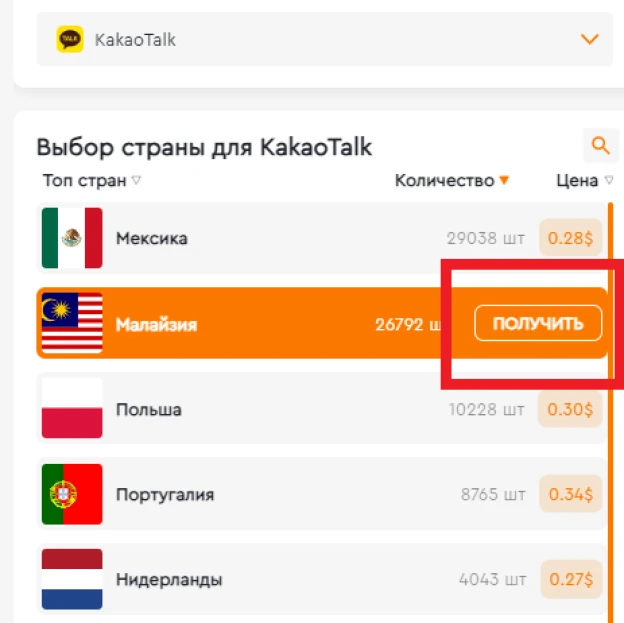 TALK KakaoTalk
Выбор страны для KakaoTalk
Топ стран Количество Цена
Мексика 29038 шт 0.28$
Малайзия 26792 ПОЛУЧИТЬ
Польша 10228 шт 0.30$
Португалия 8765 шт 0.34$
Нидерланды 4043 шт 0.27$